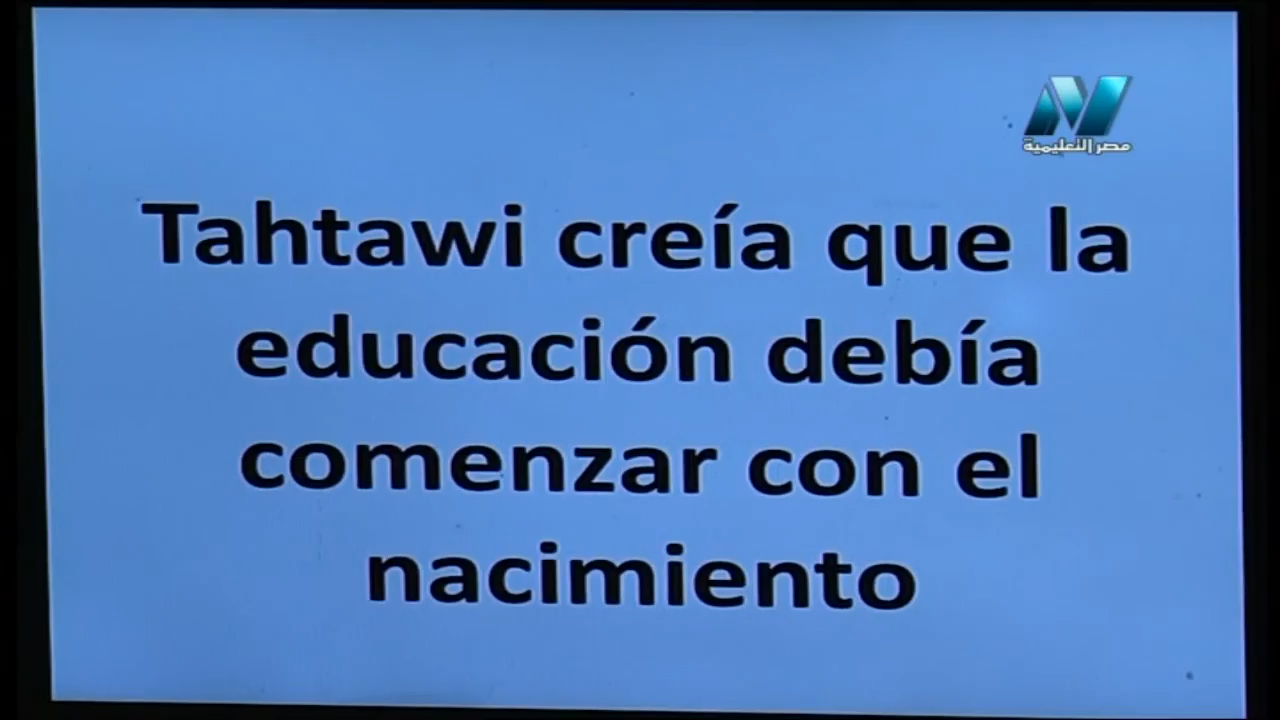 مصر التعليمية
Tahtawi creía que la
educación debía
comenzar con el
nacimiento